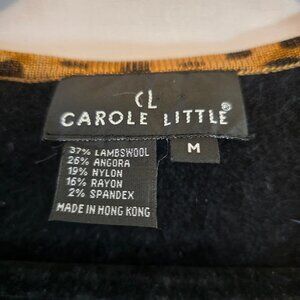 CL
CAROLE LITTLE®
M
37% LAMBSWOOL
26% ANGORA
19% NYLON
16% RAYON
2% SPANDEX
MADE IN HONG KONG